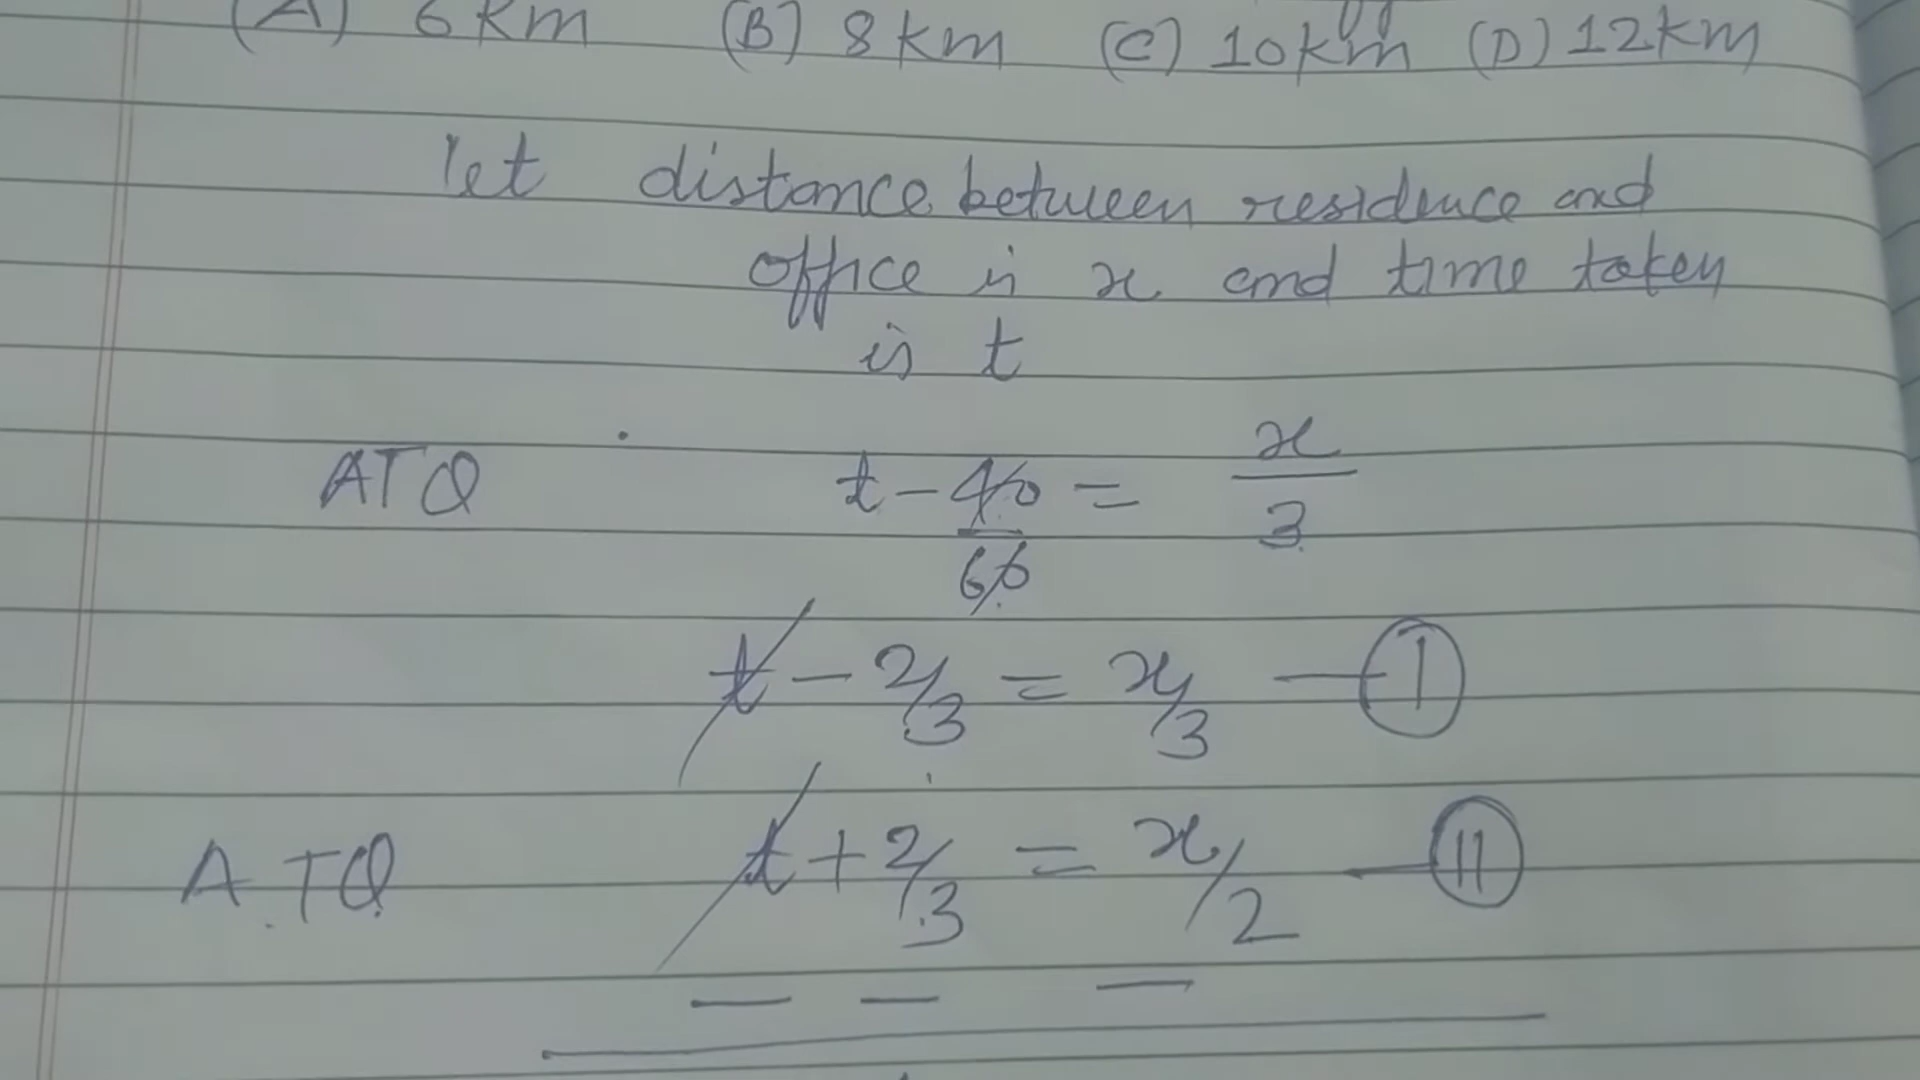 (A) 6 Km (B) 8 km (C) 10 km (D) 12 km
let distance between residence and
office is x and time taken
is t
ATQ t - 40/60 = x/3
t - 2/3 = x/3 — I
A.TQ t + 2/3 = x/2 — II
— — —